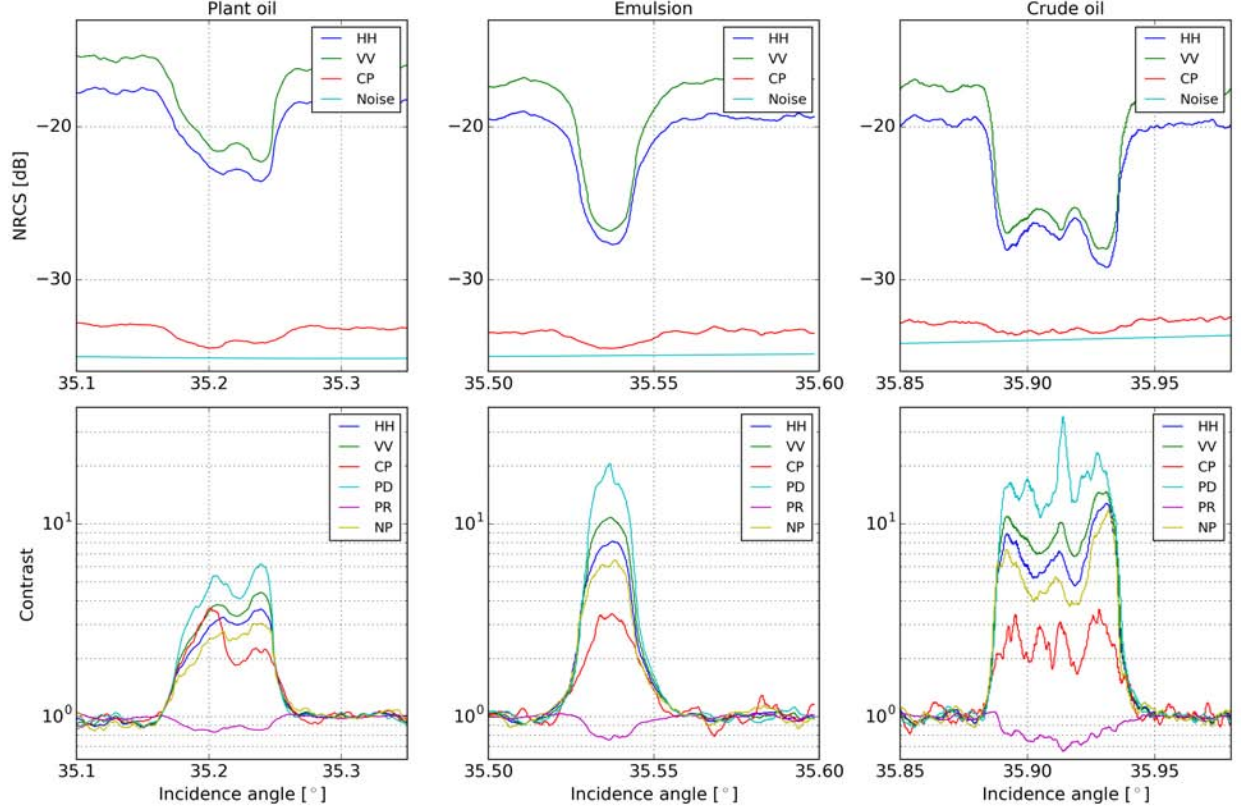 Plant oil
Emulsion
Crude oil
HH
VV
CP
Noise
HH
VV
CP
Noise
HH
VV
CP
Noise
NRCS [dB]
−20
−30
35.1 35.2 35.3
−20
−30
35.50 35.55 35.60
−20
−30
35.85 35.90 35.95
HH
VV
CP
PD
PR
NP
HH
VV
CP
PD
PR
NP
HH
VV
CP
PD
PR
NP
Contrast
10¹
10⁰
35.1 35.2 35.3
Incidence angle [°]
10¹
10⁰
35.50 35.55 35.60
Incidence angle [°]
10¹
10⁰
35.85 35.90 35.95
Incidence angle [°]